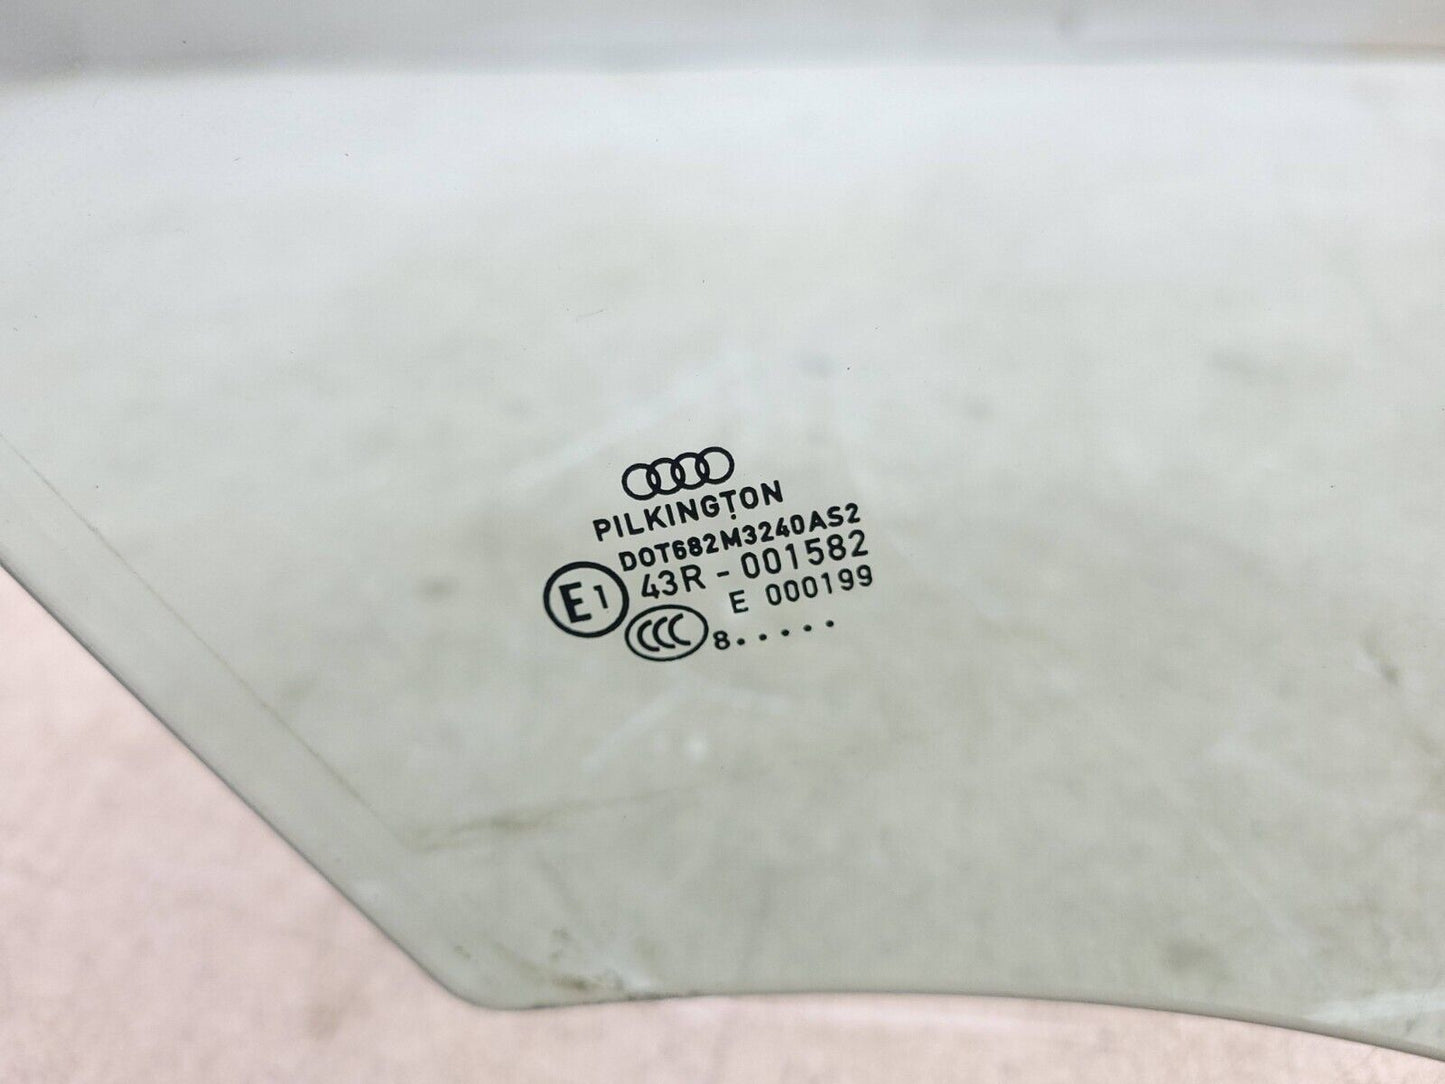 PILKINGTON
DOT682M3240AS2
E1 43R - 001582
E 000199
CCC 8.....